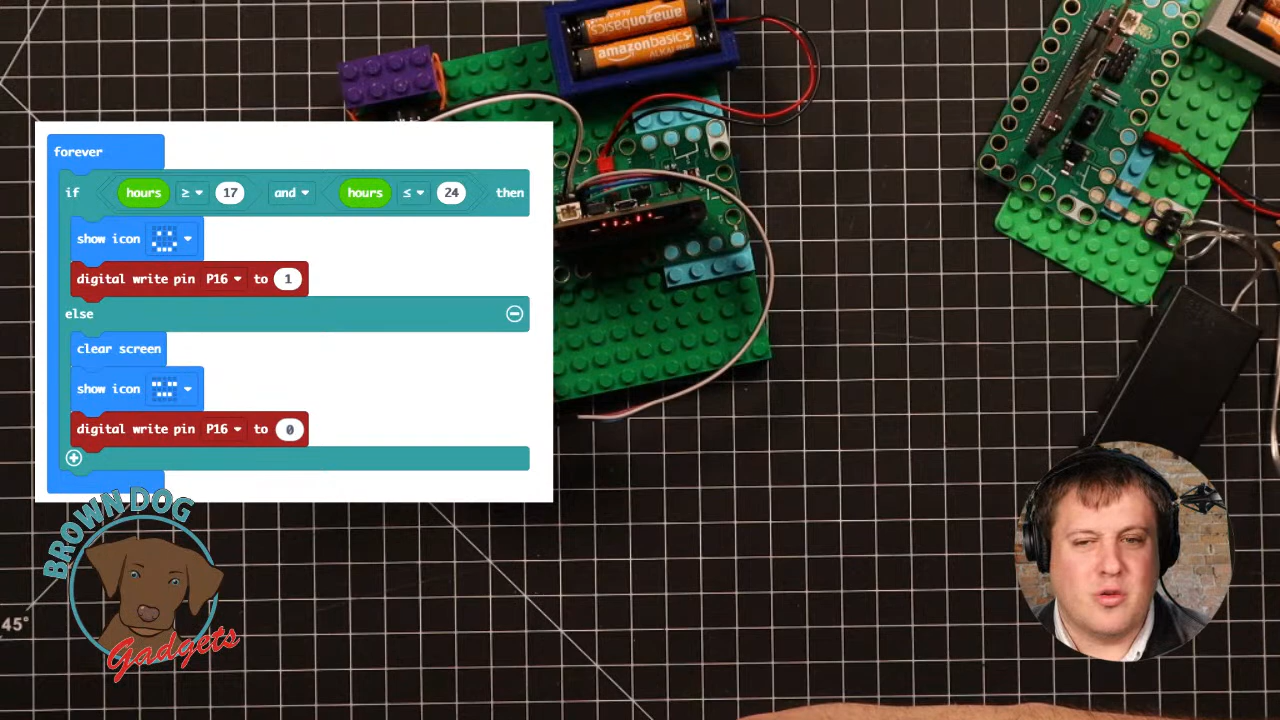 amazonbasics
amazonbasics
ALKALINE
forever
if hours ≥ 17 and hours ≤ 24 then
show icon
digital write pin P16 to 1
else
clear screen
show icon
digital write pin P16 to 0
BROWN DOG
Gadgets
45°